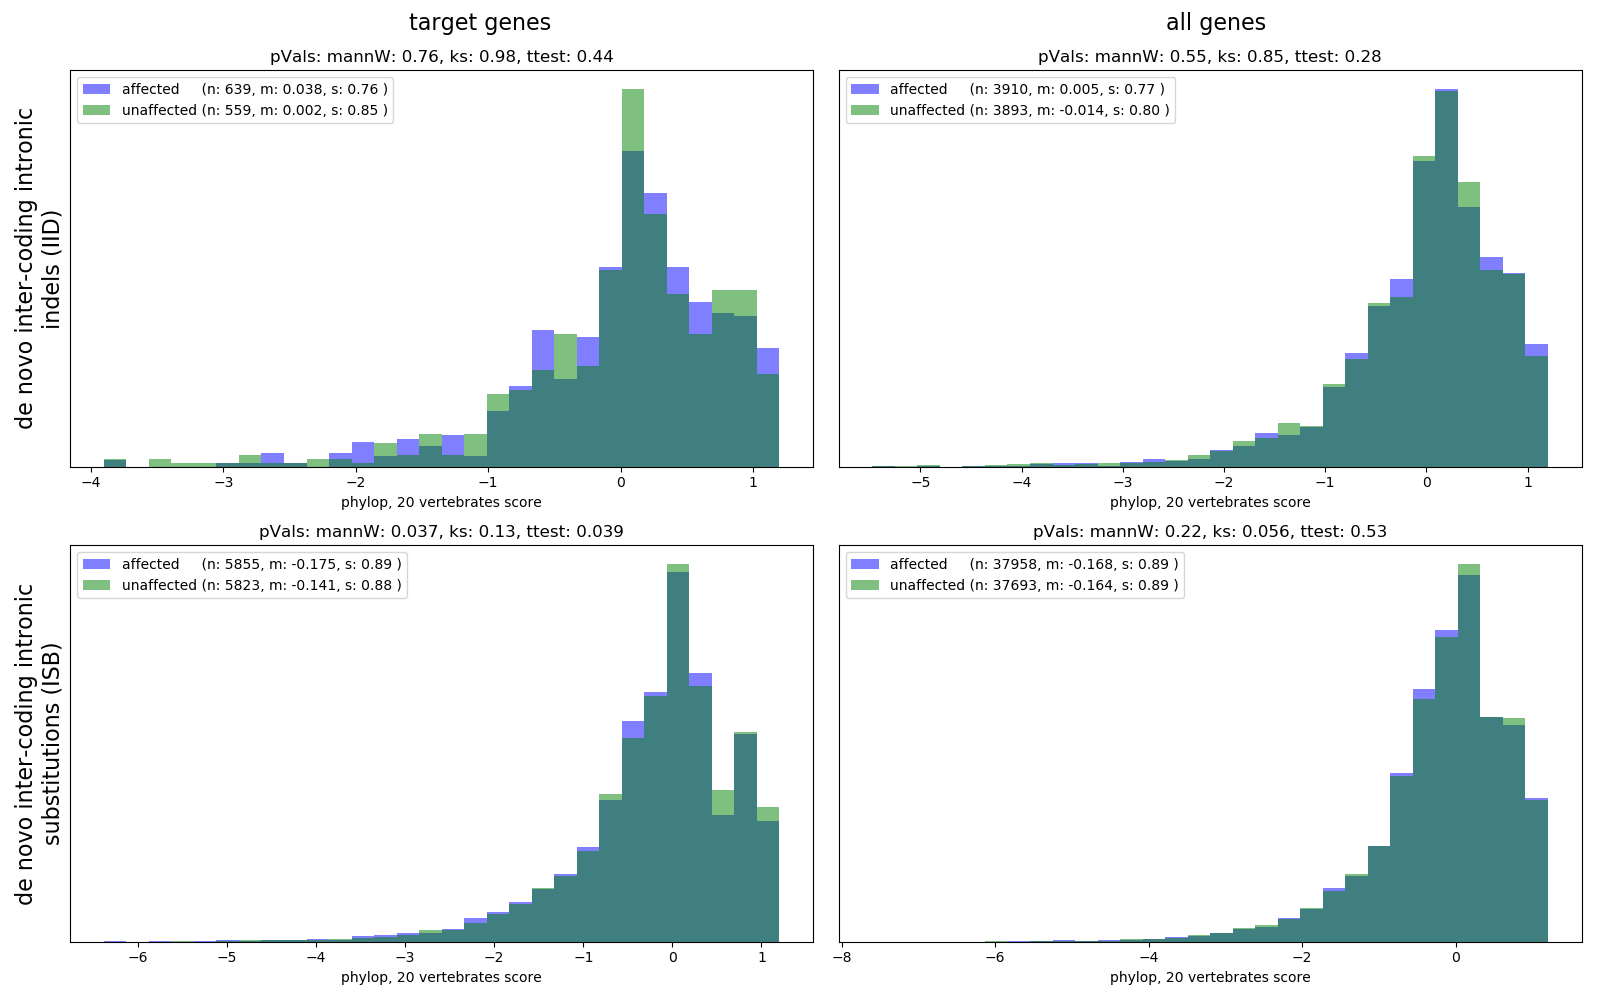 target genes
all genes
pVals: mannW: 0.76, ks: 0.98, ttest: 0.44
affected (n: 639, m: 0.038, s: 0.76 )
unaffected (n: 559, m: 0.002, s: 0.85 )
de novo inter-coding intronic
indels (IID)
−4 −3 −2 −1 0 1
phylop, 20 vertebrates score
pVals: mannW: 0.55, ks: 0.85, ttest: 0.28
affected (n: 3910, m: 0.005, s: 0.77 )
unaffected (n: 3893, m: -0.014, s: 0.80 )
−5 −4 −3 −2 −1 0 1
phylop, 20 vertebrates score
pVals: mannW: 0.037, ks: 0.13, ttest: 0.039
affected (n: 5855, m: -0.175, s: 0.89 )
unaffected (n: 5823, m: -0.141, s: 0.88 )
de novo inter-coding intronic
substitutions (ISB)
−6 −5 −4 −3 −2 −1 0 1
phylop, 20 vertebrates score
pVals: mannW: 0.22, ks: 0.056, ttest: 0.53
affected (n: 37958, m: -0.168, s: 0.89 )
unaffected (n: 37693, m: -0.164, s: 0.89 )
−8 −6 −4 −2 0
phylop, 20 vertebrates score